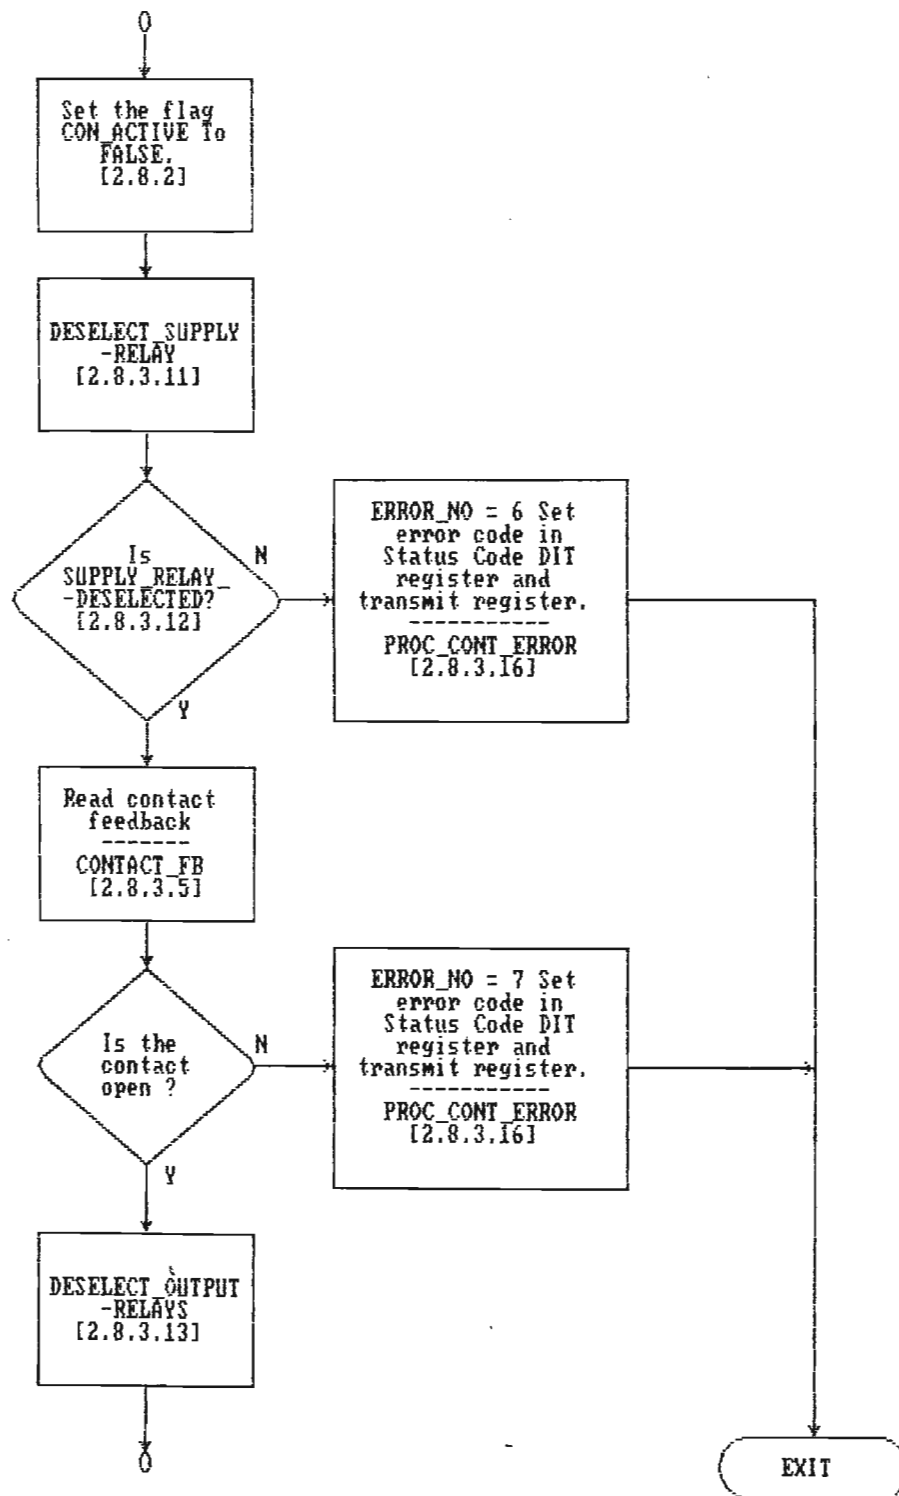 O
Set the flag
CON_ACTIVE To
FALSE.
[2.8.2]
DESELECT_SUPPLY
-RELAY
[2.8.3.11]
Is
SUPPLY_RELAY_
-DESELECTED?
[2.8.3.12]
N
Y
ERROR_NO = 6 Set
error code in
Status Code DIT
register and
transmit register.
-----------
PROC_CONT_ERROR
[2.8.3.16]
Read contact
feedback
-------
CONTACT_FB
[2.8.3.5]
Is the
contact
open ?
N
Y
ERROR_NO = 7 Set
error code in
Status Code DIT
register and
transmit register.
-----------
PROC_CONT_ERROR
[2.8.3.16]
DESELECT_OUTPUT
-RELAYS
[2.8.3.13]
O
EXIT